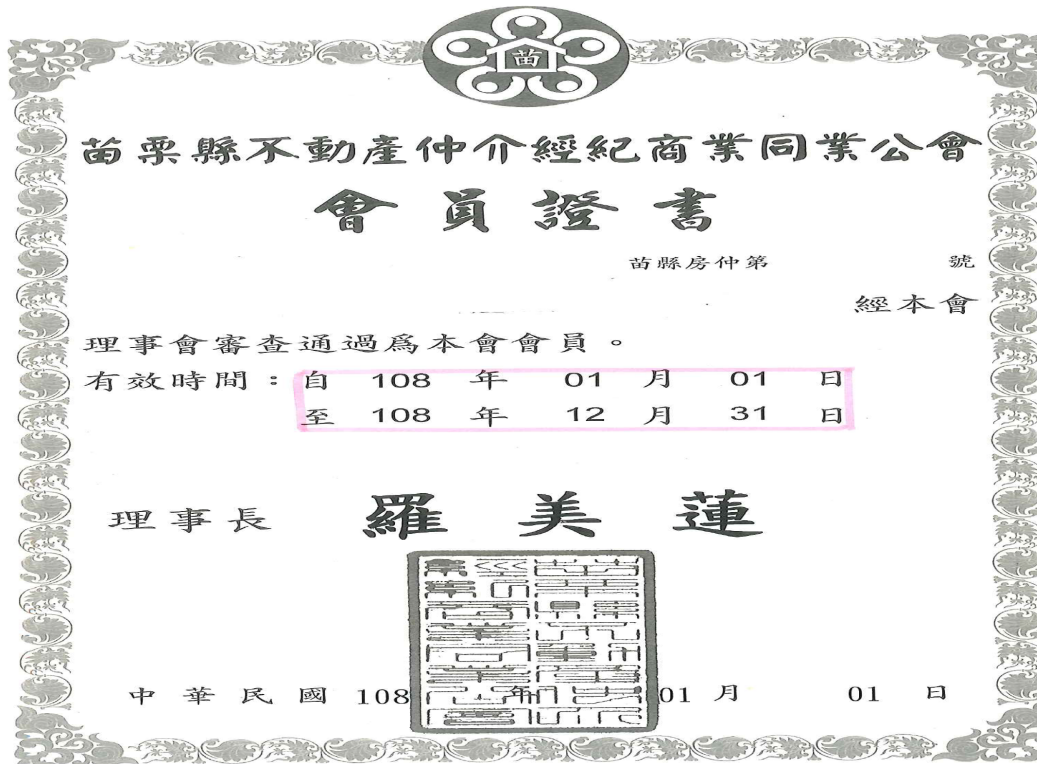 苗
苗栗縣不動產仲介經紀商業同業公會
會員證書
苗縣房仲第 號
經本會
理事會審查通過為本會會員。
有效時間：自 108 年 01 月 01 日
至 108 年 12 月 31 日
理事長 羅美蓮
中華民國 108 年 01 月 01 日